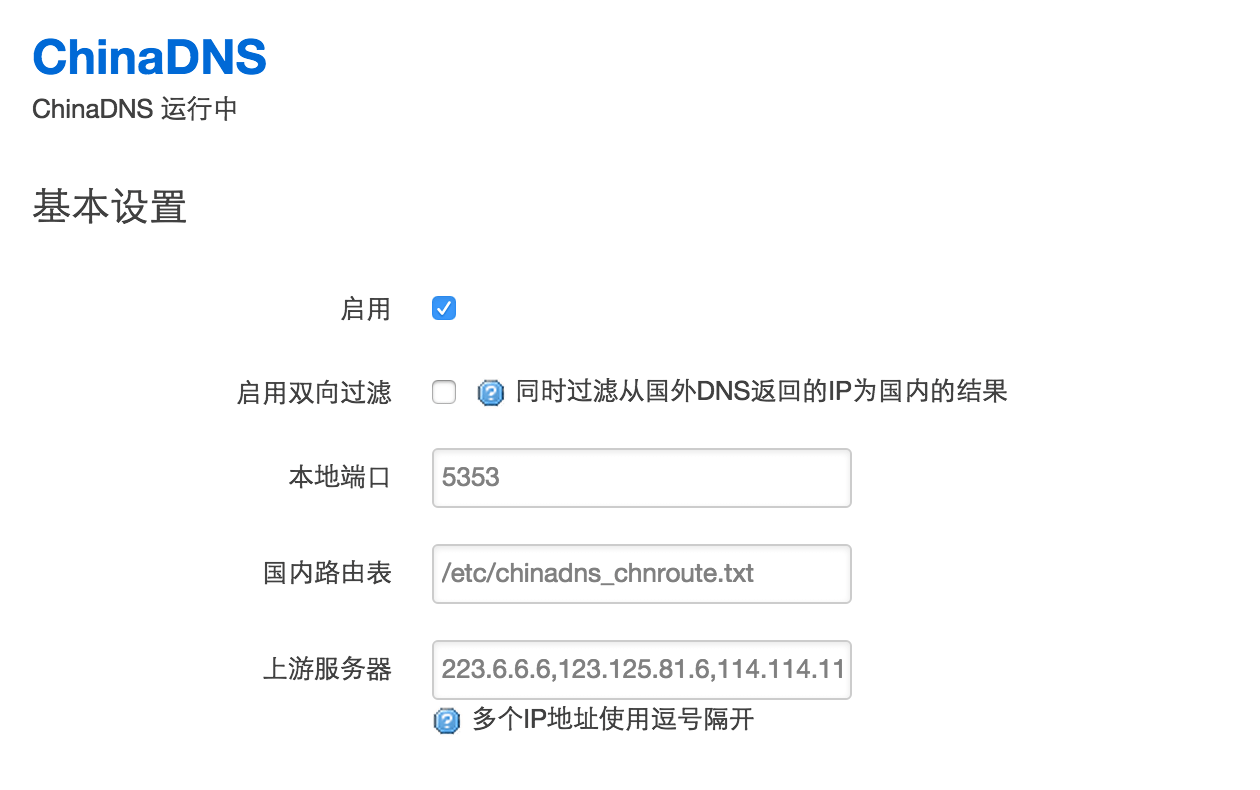 ChinaDNS
ChinaDNS 运行中
基本设置
启用
启用双向过滤 同时过滤从国外DNS返回的IP为国内的结果
本地端口 5353
国内路由表 /etc/chinadns_chnroute.txt
上游服务器 223.6.6.6,123.125.81.6,114.114.11
多个IP地址使用逗号隔开